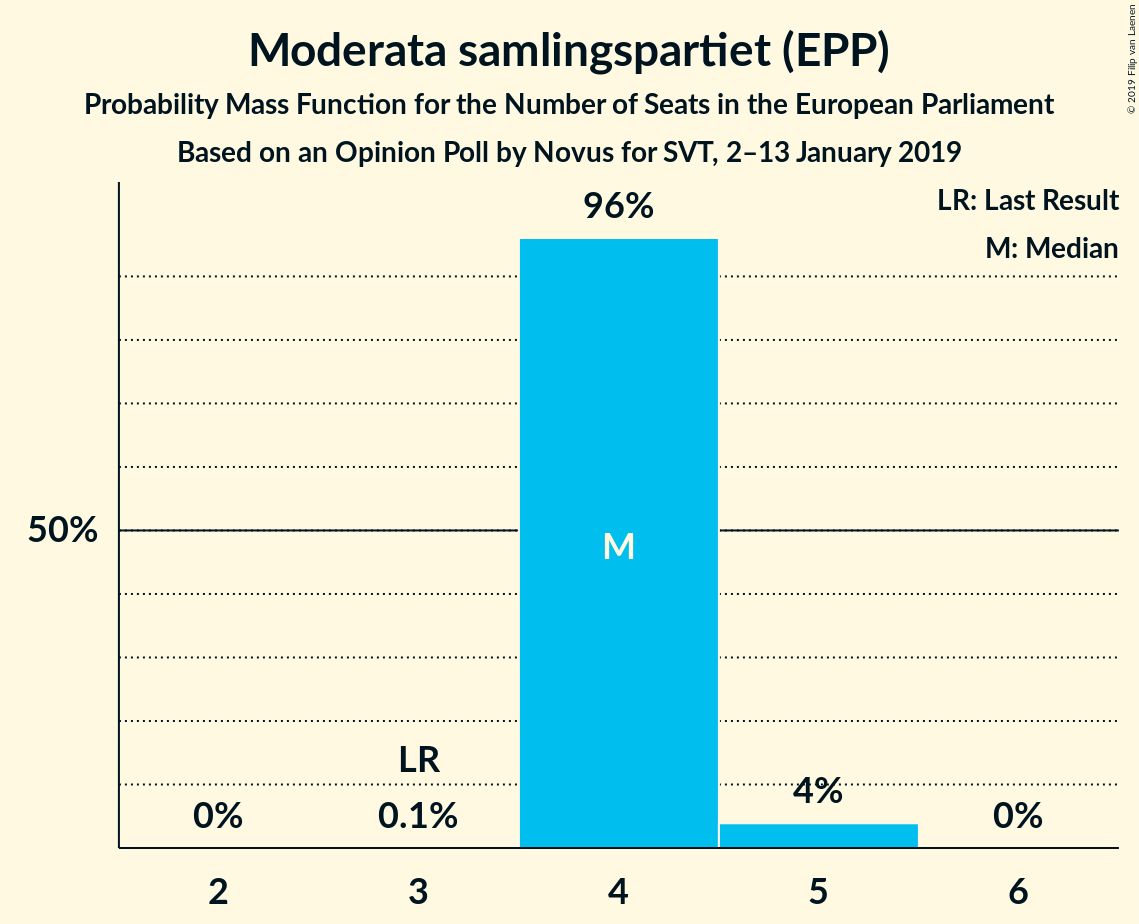 Moderata samlingspartiet (EPP)
Probability Mass Function for the Number of Seats in the European Parliament
Based on an Opinion Poll by Novus for SVT, 2–13 January 2019
© 2019 Filip van Laenen
LR: Last Result
M: Median
96%
50%
M
LR
0%
0.1%
4%
0%
2
3
4
5
6